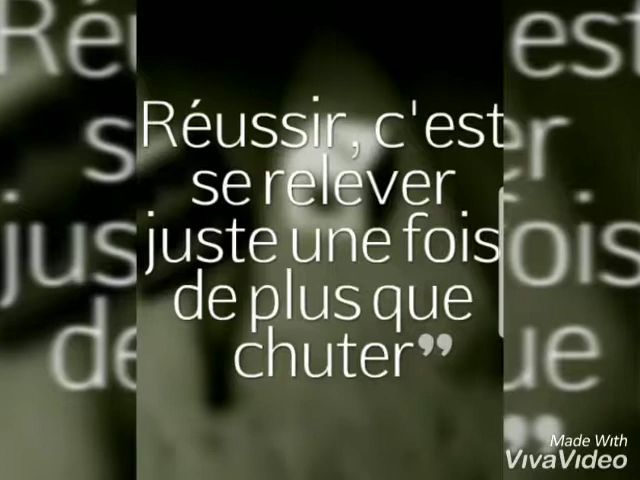 Réussir, c'est
se relever
juste une fois
de plus que
chuter”
Made With
VivaVideo